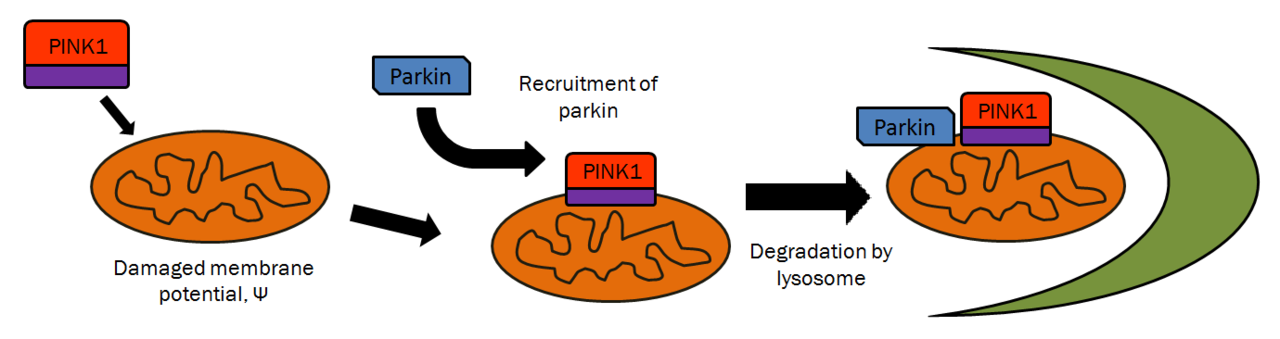 PINK1
Damaged membrane
potential, Ψ
Parkin
Recruitment of
parkin
PINK1
Degradation by
lysosome
Parkin
PINK1